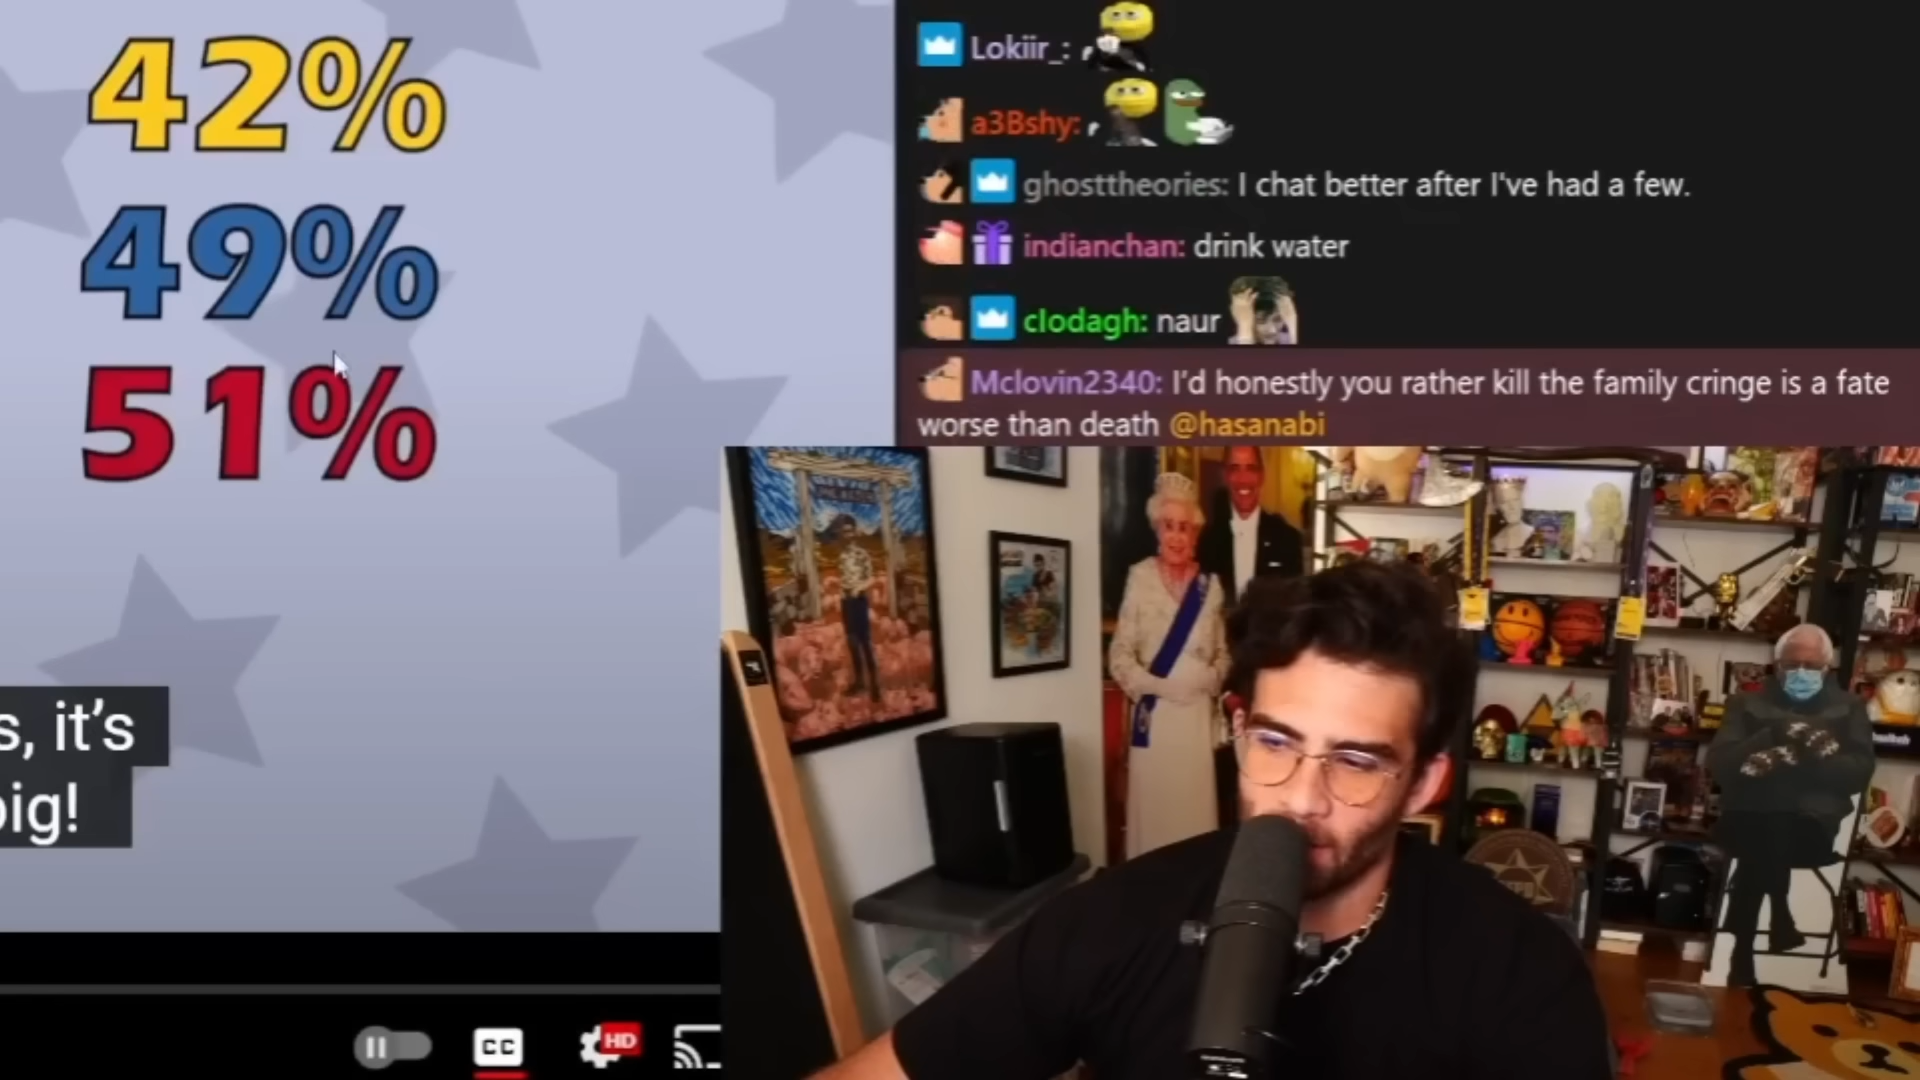 42%
49%
51%
s, it's
big!
CC
HD
Lokiir_:
a3Bshy:
ghosttheories: I chat better after I've had a few.
indianchan: drink water
clodagh: naur
Mclovin2340: I'd honestly you rather kill the family cringe is a fate
worse than death @hasanabi